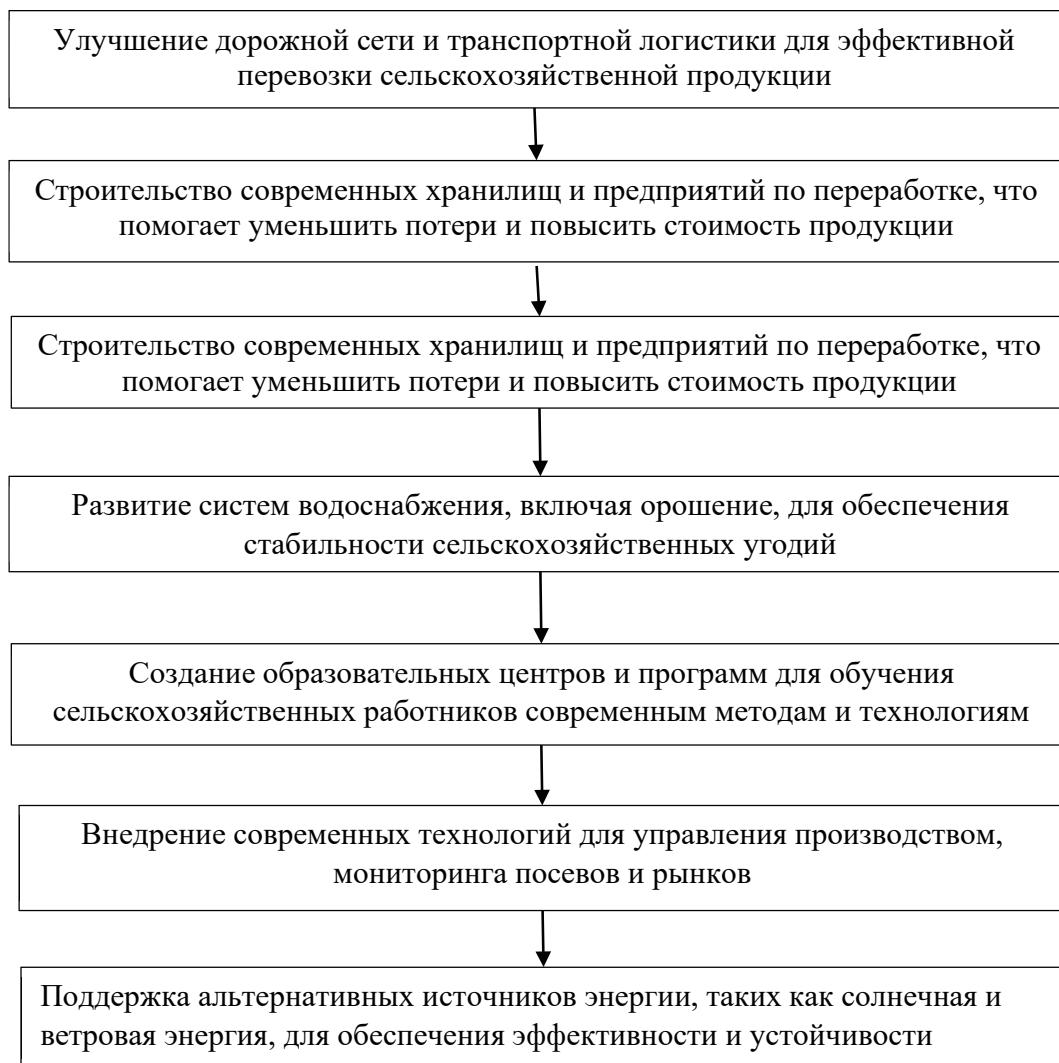 Улучшение дорожной сети и транспортной логистики для эффективной
перевозки сельскохозяйственной продукции
Строительство современных хранилищ и предприятий по переработке, что
помогает уменьшить потери и повысить стоимость продукции
Строительство современных хранилищ и предприятий по переработке, что
помогает уменьшить потери и повысить стоимость продукции
Развитие систем водоснабжения, включая орошение, для обеспечения
стабильности сельскохозяйственных угодий
Создание образовательных центров и программ для обучения
сельскохозяйственных работников современным методам и технологиям
Внедрение современных технологий для управления производством,
мониторинга посевов и рынков
Поддержка альтернативных источников энергии, таких как солнечная и
ветровая энергия, для обеспечения эффективности и устойчивости